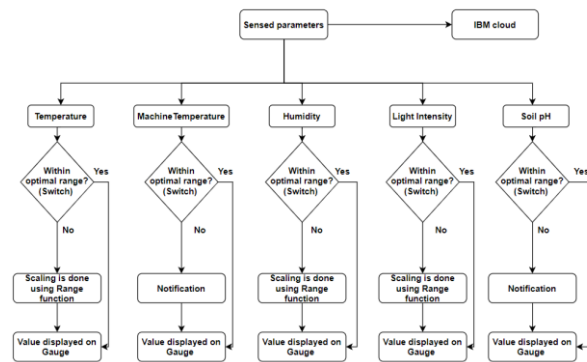 Sensed parameters
IBM cloud
Temperature
Machine Temperature
Humidity
Light Intensity
Soil pH
Within
optimal range?
(Switch)
Yes
Within
optimal range?
(Switch)
Yes
Within
optimal range?
(Switch)
Yes
Within
optimal range?
(Switch)
Yes
Within
optimal range?
(Switch)
Yes
No
No
No
No
No
Scaling is done
using Range
function
Notification
Scaling is done
using Range
function
Scaling is done
using Range
function
Notification
Value displayed on
Gauge
Value displayed on
Gauge
Value displayed on
Gauge
Value displayed on
Gauge
Value displayed on
Gauge